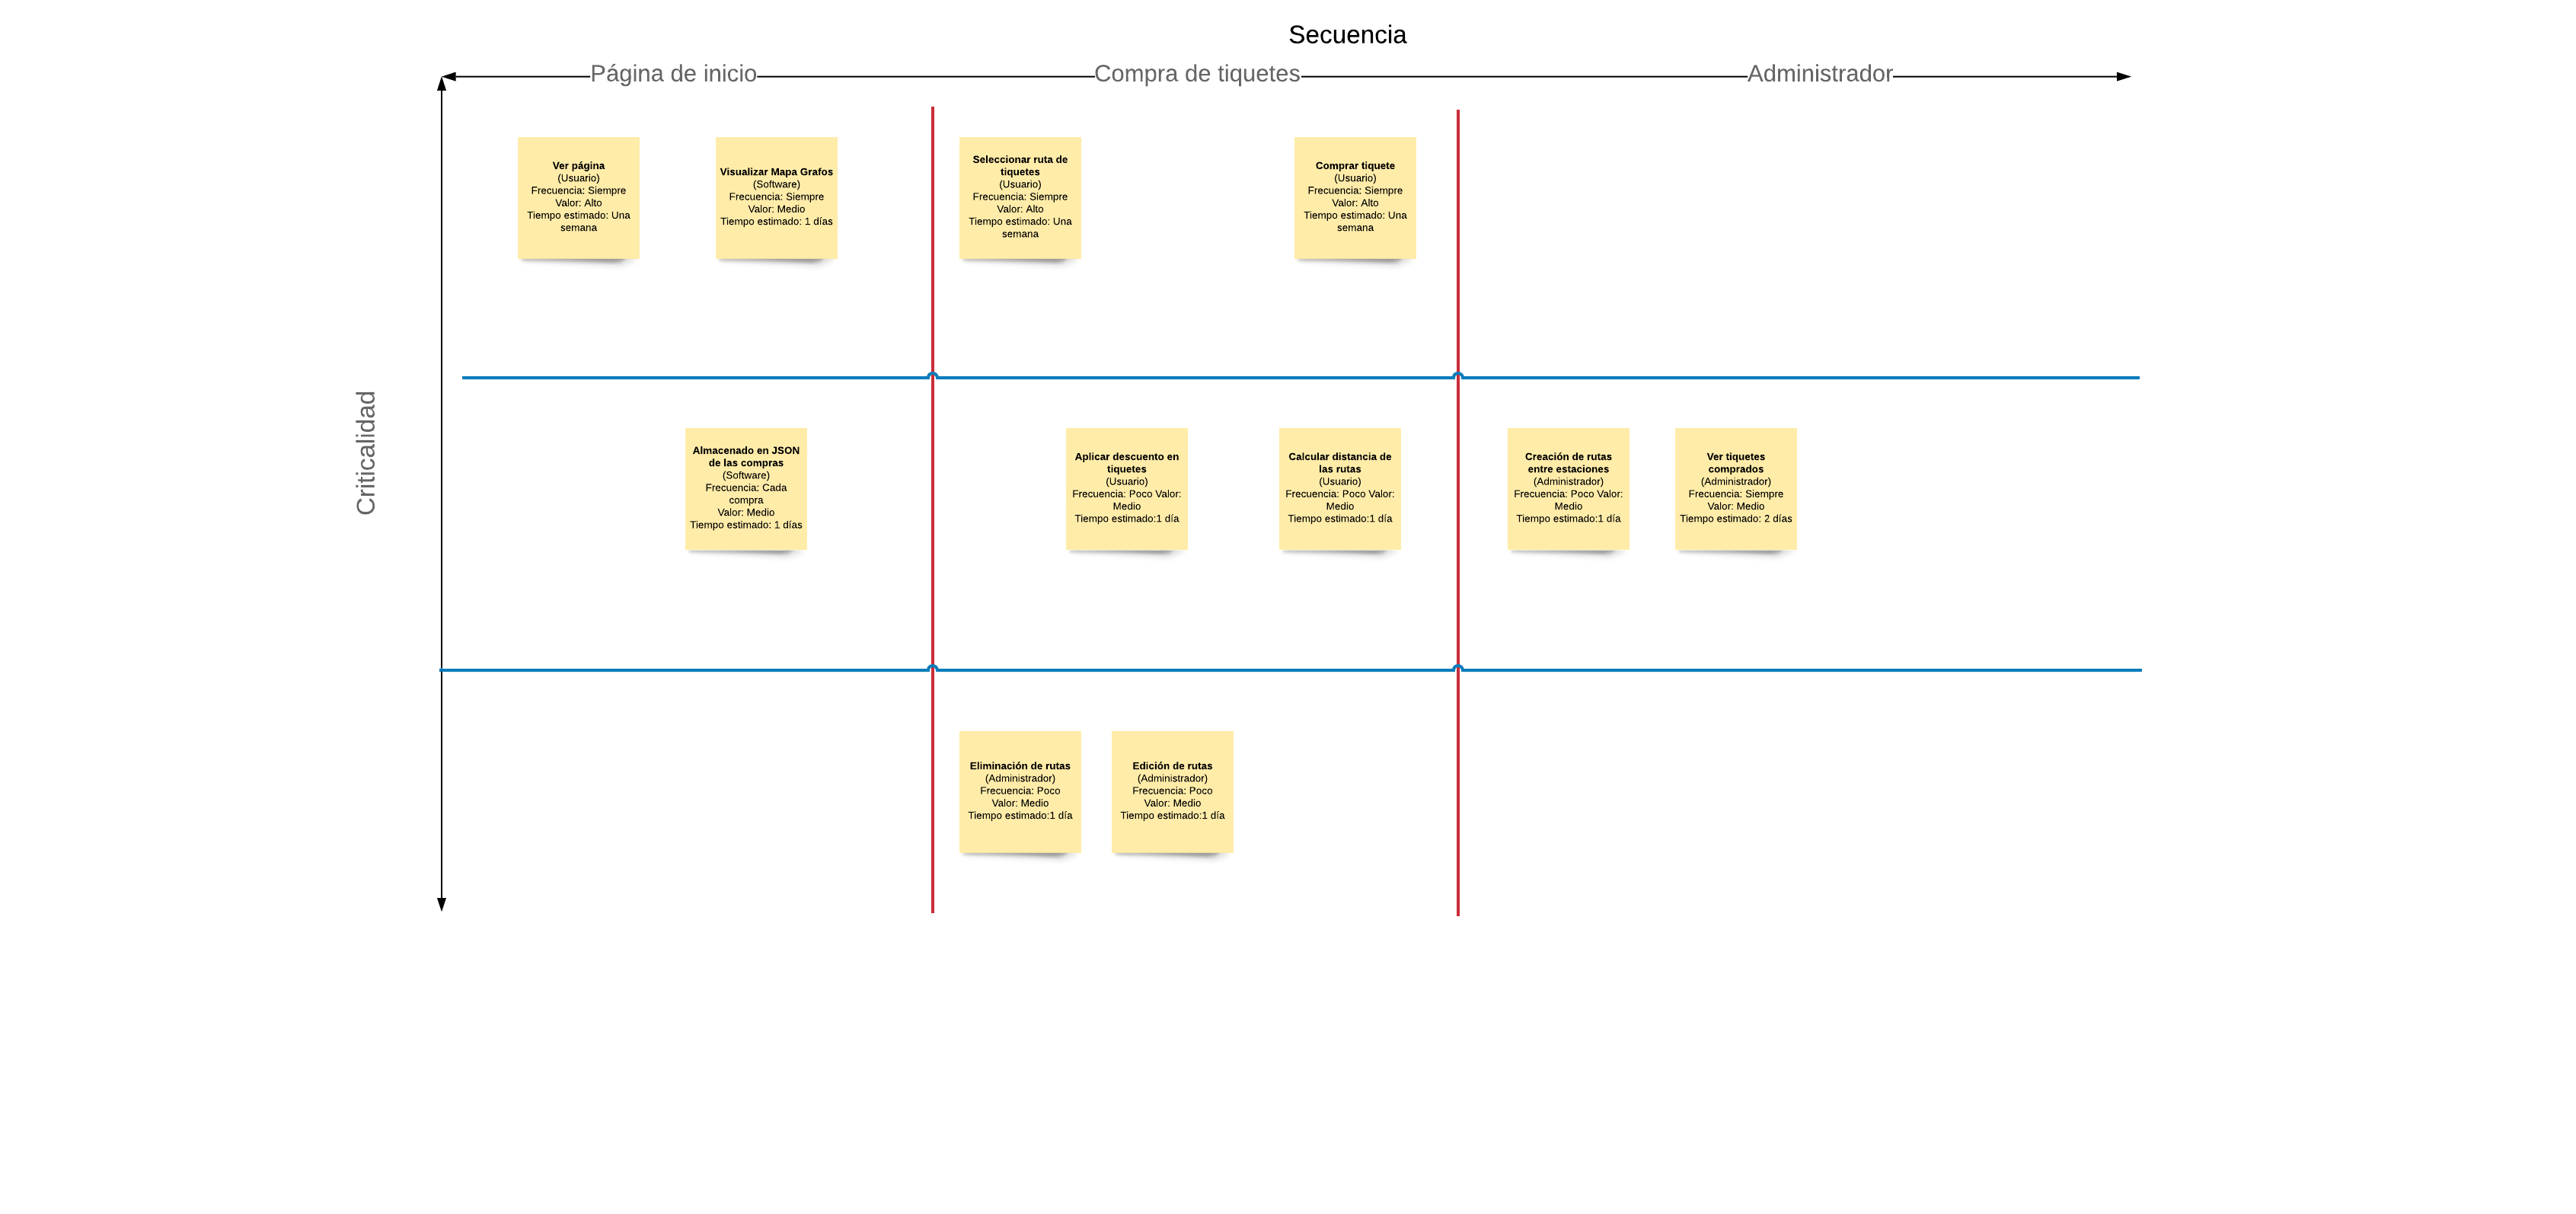 Secuencia
Página de inicio
Compra de tiquetes
Administrador
Criticalidad
Ver página
(Usuario)
Frecuencia: Siempre
Valor: Alto
Tiempo estimado: Una
semana
Visualizar Mapa Grafos
(Software)
Frecuencia: Siempre
Valor: Medio
Tiempo estimado: 1 días
Seleccionar ruta de
tiquetes
(Usuario)
Frecuencia: Siempre
Valor: Alto
Tiempo estimado: Una
semana
Comprar tiquete
(Usuario)
Frecuencia: Siempre
Valor: Alto
Tiempo estimado: Una
semana
Almacenado en JSON
de las compras
(Software)
Frecuencia: Cada
compra
Valor: Medio
Tiempo estimado: 1 días
Aplicar descuento en
tiquetes
(Usuario)
Frecuencia: Poco Valor:
Medio
Tiempo estimado:1 día
Calcular distancia de
las rutas
(Usuario)
Frecuencia: Poco Valor:
Medio
Tiempo estimado:1 día
Creación de rutas
entre estaciones
(Administrador)
Frecuencia: Poco Valor:
Medio
Tiempo estimado:1 día
Ver tiquetes
comprados
(Administrador)
Frecuencia: Siempre
Valor: Medio
Tiempo estimado: 2 días
Eliminación de rutas
(Administrador)
Frecuencia: Poco
Valor: Medio
Tiempo estimado:1 día
Edición de rutas
(Administrador)
Frecuencia: Poco
Valor: Medio
Tiempo estimado:1 día